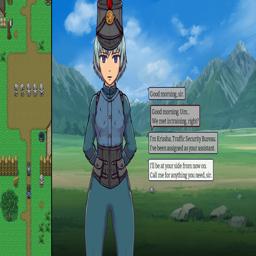 Good morning, sir.
Good morning. Um..
We met in training, right?
I'm Krinsha, Traffic Security Bureau.
I've been assigned as your assistant.
I'll be at your side from now on.
Call me for anything you need, sir.